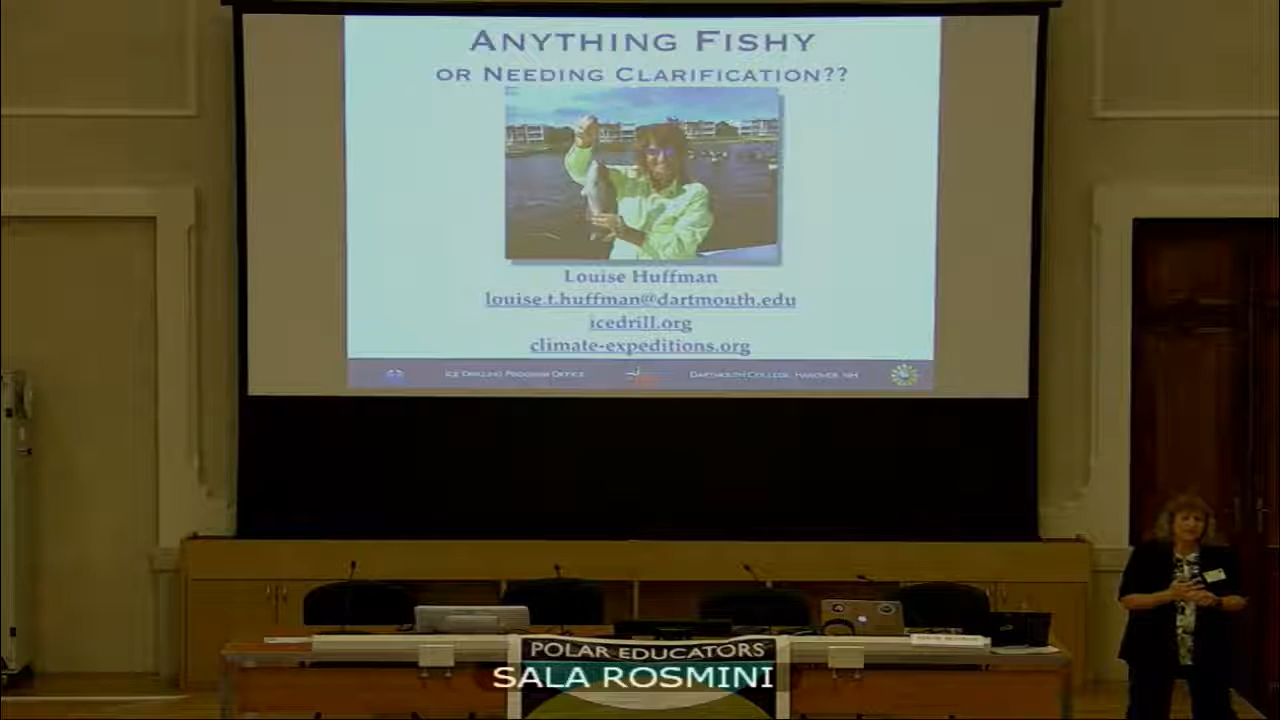 ANYTHING FISHY
OR NEEDING CLARIFICATION??
Louise Huffman
louise.t.huffman@dartmouth.edu
icedrill.org
climate-expeditions.org
ICE DRILLING PROGRAM OFFICE
DARTMOUTH COLLEGE, HANOVER, NH
POLAR EDUCATORS
SALA ROSMINI